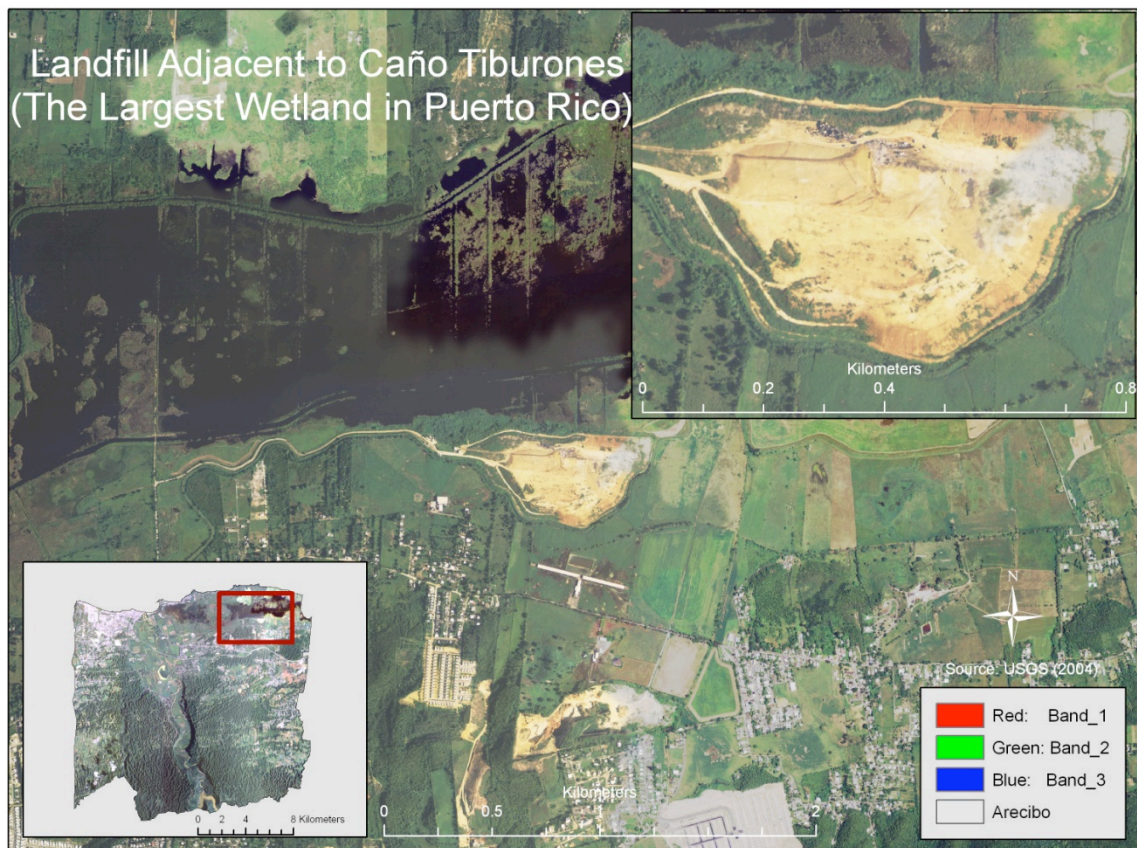 Landfill Adjacent to Caño Tiburones
(The Largest Wetland in Puerto Rico)
Kilometers
0 0.2 0.4 0.8
N
Source: USGS (2004)
Red: Band_1
Green: Band_2
Blue: Band_3
Arecibo
Kilometers
0 0.5 2
0 2 4 8 Kilometers